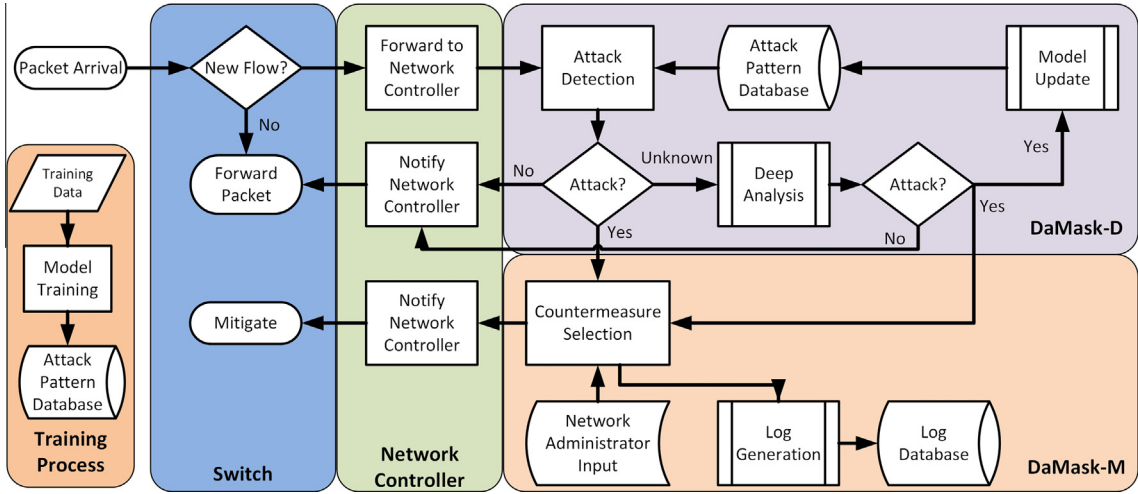 Packet Arrival
New Flow?
No
Forward
Packet
Mitigate
Switch
Training
Data
Model
Training
Attack
Pattern
Database
Training
Process
Forward to
Network
Controller
Notify
Network
Controller
Notify
Network
Controller
Network
Controller
Attack
Detection
Attack
Pattern
Database
Model
Update
No
Attack?
Unknown
Deep
Analysis
Attack?
Yes
Yes
Yes
No
DaMask-D
Countermeasure
Selection
Network
Administrator
Input
Log
Generation
Log
Database
DaMask-M